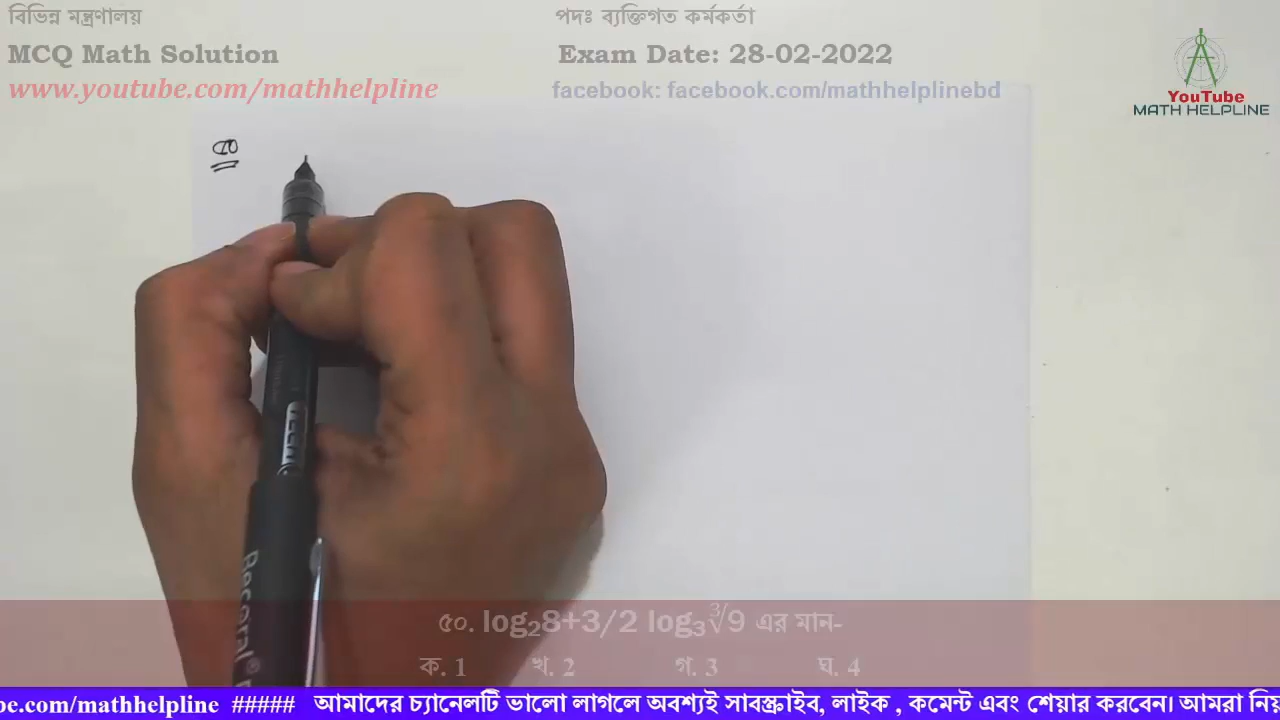 বিভিন্ন মন্ত্রণালয়
পদঃ ব্যক্তিগত কর্মকর্তা
MCQ Math Solution
Exam Date: 28-02-2022
www.youtube.com/mathhelpline
facebook: facebook.com/mathhelplinebd
YouTube
MATH HELPLINE
৫০. log₂8+3/2 log₃∛9 এর মান-
ক. 1 খ. 2 গ. 3 ঘ. 4
be.com/mathhelpline ##### আমাদের চ্যানেলটি ভালো লাগলে অবশ্যই সাবস্ক্রাইব, লাইক , কমেন্ট এবং শেয়ার করবেন। আমরা নিয়